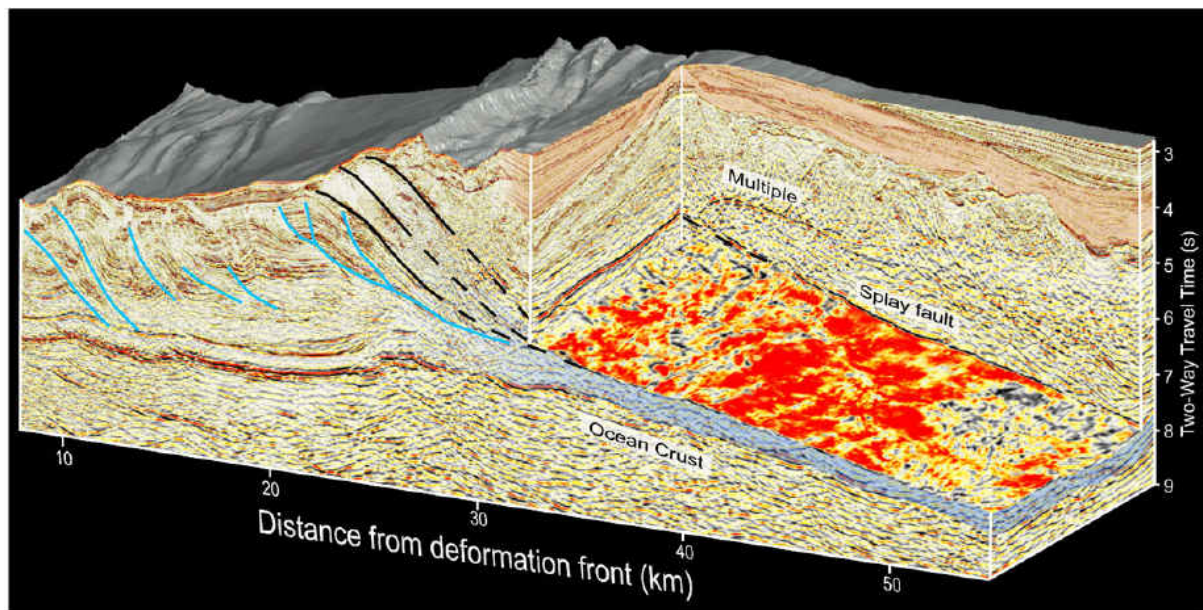 Multiple
Splay fault
Ocean Crust
3
4
5
6
7
8
9
Two-Way Travel Time (s)
10
20
30
40
50
Distance from deformation front (km)